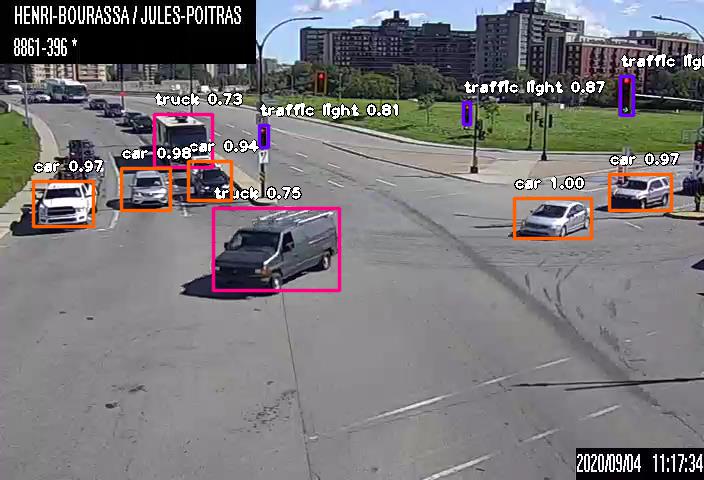 HENRI-BOURASSA / JULES-POITRAS
8861-396 *
traffic lig
truck 0.73
traffic light 0.81
traffic light 0.87
car 0.97
car 0.98
car 0.94
car 0.97
truck 0.75
car 1.00
2020/09/04 11:17:34